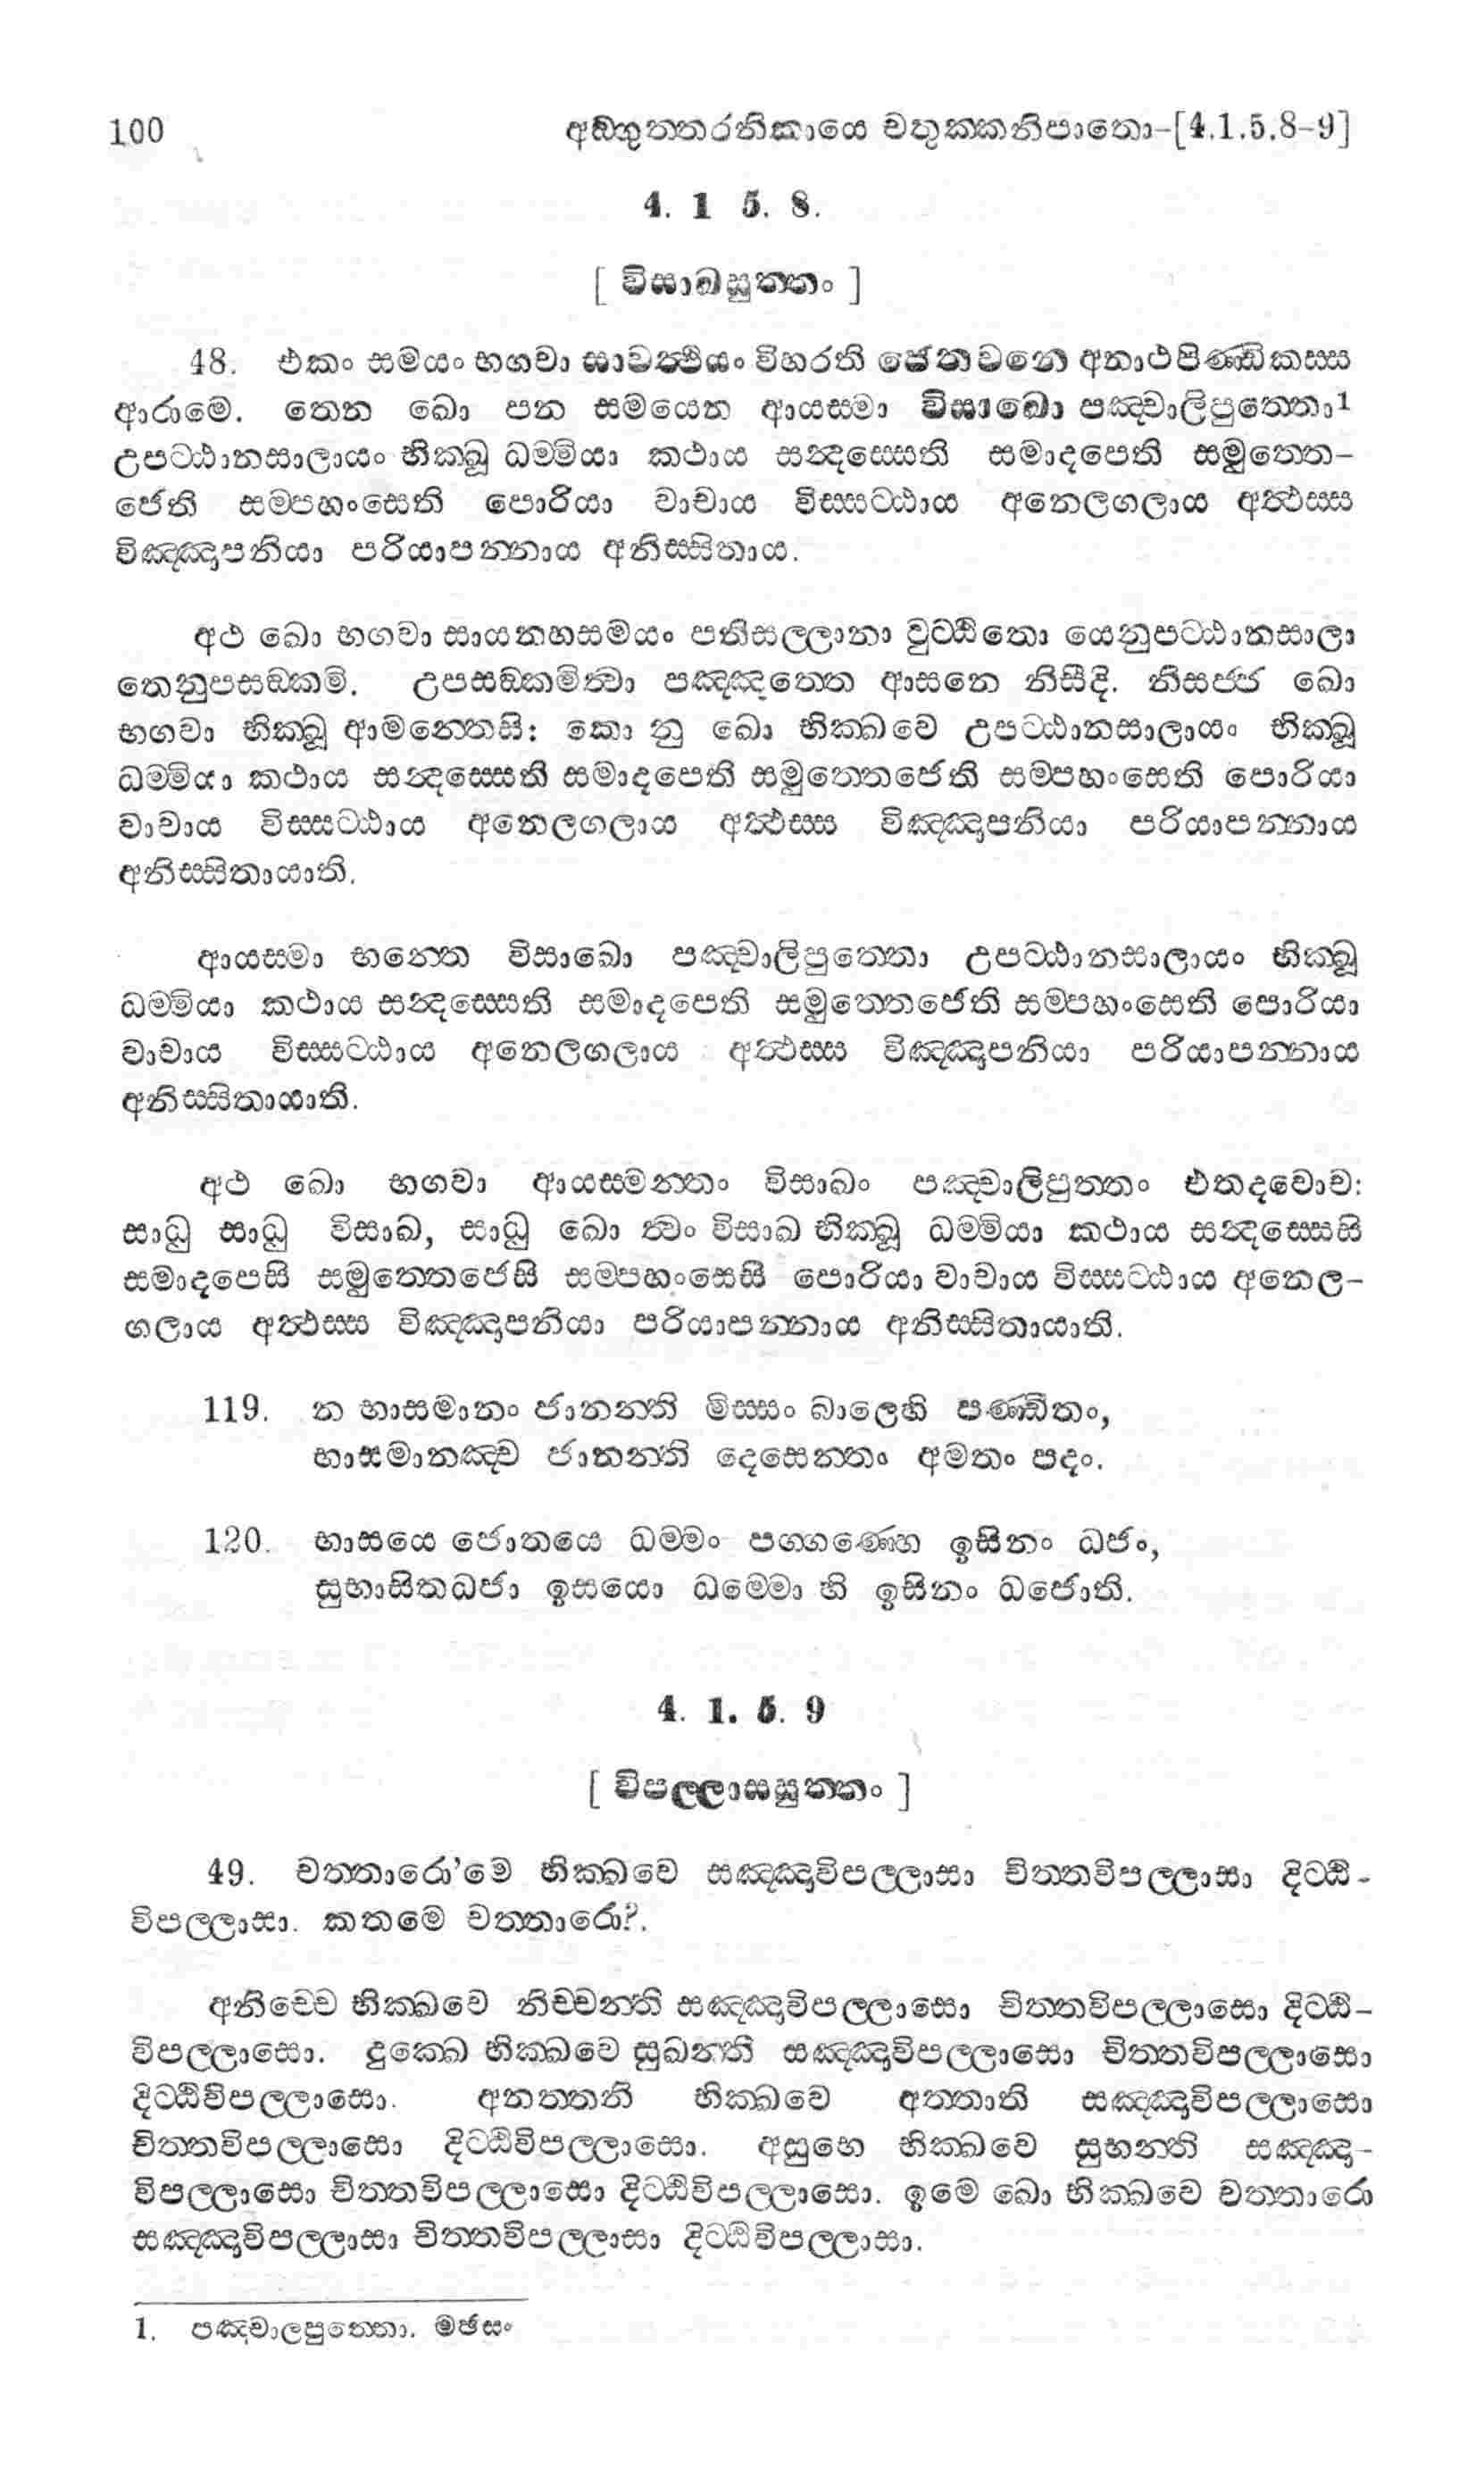 100 අඞ්ගුත්තරනිකායෙ චතුක්කනිපාතො-[4.1.5.8-9]
4. 1 5. 8.
[ විසාඛසුත්තං ]
48. එකං සමයං භගවා සාවත්ථියං විහරති ජෙතවනෙ අනාථපිණ්ඩිකස්ස
ආරාමෙ. තෙන ඛො පන සමයෙන ආයස්මා විසාඛො පඤ්චාලිපුත්තො1
උපට්ඨානසාලායං භික්ඛූ ධම්මියා කථාය සන්දස්සෙති සමාදපෙති සමුත්තෙ-
ජෙති සම්පහංසෙති පොරියා වාචාය විස්සට්ඨාය අනෙලගලාය අත්ථස්ස
විඤ්ඤාපනියා පරියාපන්නාය අනිස්සිතාය.
අථ ඛො භගවා සායන්හසමයං පතිසල්ලානා වුට්ඨිතො යෙනුපට්ඨානසාලා
තෙනුපසඞ්කමි. උපසඞ්කමිත්වා පඤ්ඤත්තෙ ආසනෙ නිසීදි. නිසජ්ජ ඛො
භගවා භික්ඛූ ආමන්තෙසි: කො නු ඛො භික්ඛවෙ උපට්ඨානසාලායං භික්ඛූ
ධම්මියා කථාය සන්දස්සෙති සමාදපෙති සමුත්තෙජෙති සම්පහංසෙති පොරියා
වාචාය විස්සට්ඨාය අනෙලගලාය අත්ථස්ස විඤ්ඤාපනියා පරියාපන්නාය
අනිස්සිතායාති.
ආයස්මා භන්තෙ විසාඛො පඤ්චාලිපුත්තො උපට්ඨානසාලායං භික්ඛූ
ධම්මියා කථාය සන්දස්සෙති සමාදපෙති සමුත්තෙජෙති සම්පහංසෙති පොරියා
වාචාය විස්සට්ඨාය අනෙලගලාය අත්ථස්ස විඤ්ඤාපනියා පරියාපන්නාය
අනිස්සිතායාති.
අථ ඛො භගවා ආයස්මන්තං විසාඛං පඤ්චාලිපුත්තං එතදවොච:
සාධු සාධු විසාඛ, සාධු ඛො ත්වං විසාඛ භික්ඛූ ධම්මියා කථාය සන්දස්සෙසි
සමාදපෙසි සමුත්තෙජෙසි සම්පහංසෙසි පොරියා වාචාය විස්සට්ඨාය අනෙල-
ගලාය අත්ථස්ස විඤ්ඤාපනියා පරියාපන්නාය අනිස්සිතායාති.
119. න භාසමානං ජානන්ති මිස්සං බාලෙහි පණ්ඩිතං,
භාසමානඤ්ච ජානන්ති දෙසෙන්තං අමතං පදං.
120. භාසයෙ ජොතයෙ ධම්මං පග්ගණ්හෙ ඉසිනං ධජං,
සුභාසිතධජා ඉසයො ධම්මො හි ඉසිනං ධජොති.
4. 1. 5. 9
[ විපල්ලාසසුත්තං ]
49. චත්තාරො'මෙ භික්ඛවෙ සඤ්ඤාවිපල්ලාසා චිත්තවිපල්ලාසා දිට්ඨි-
විපල්ලාසා. කතමෙ චත්තාරො?.
අනිච්චෙ භික්ඛවෙ නිච්චන්ති සඤ්ඤාවිපල්ලාසො චිත්තවිපල්ලාසො දිට්ඨි-
විපල්ලාසො. දුක්ඛෙ භික්ඛවෙ සුඛන්ති සඤ්ඤාවිපල්ලාසො චිත්තවිපල්ලාසො
දිට්ඨිවිපල්ලාසො. අනත්තනි භික්ඛවෙ අත්තාති සඤ්ඤාවිපල්ලාසො
චිත්තවිපල්ලාසො දිට්ඨිවිපල්ලාසො. අසුභෙ භික්ඛවෙ සුභන්ති සඤ්ඤා-
විපල්ලාසො චිත්තවිපල්ලාසො දිට්ඨිවිපල්ලාසො. ඉමෙ ඛො භික්ඛවෙ චත්තාරො
සඤ්ඤාවිපල්ලාසා චිත්තවිපල්ලාසා දිට්ඨිවිපල්ලාසා.
1. පඤ්චාලපුත්තො. මඡසං